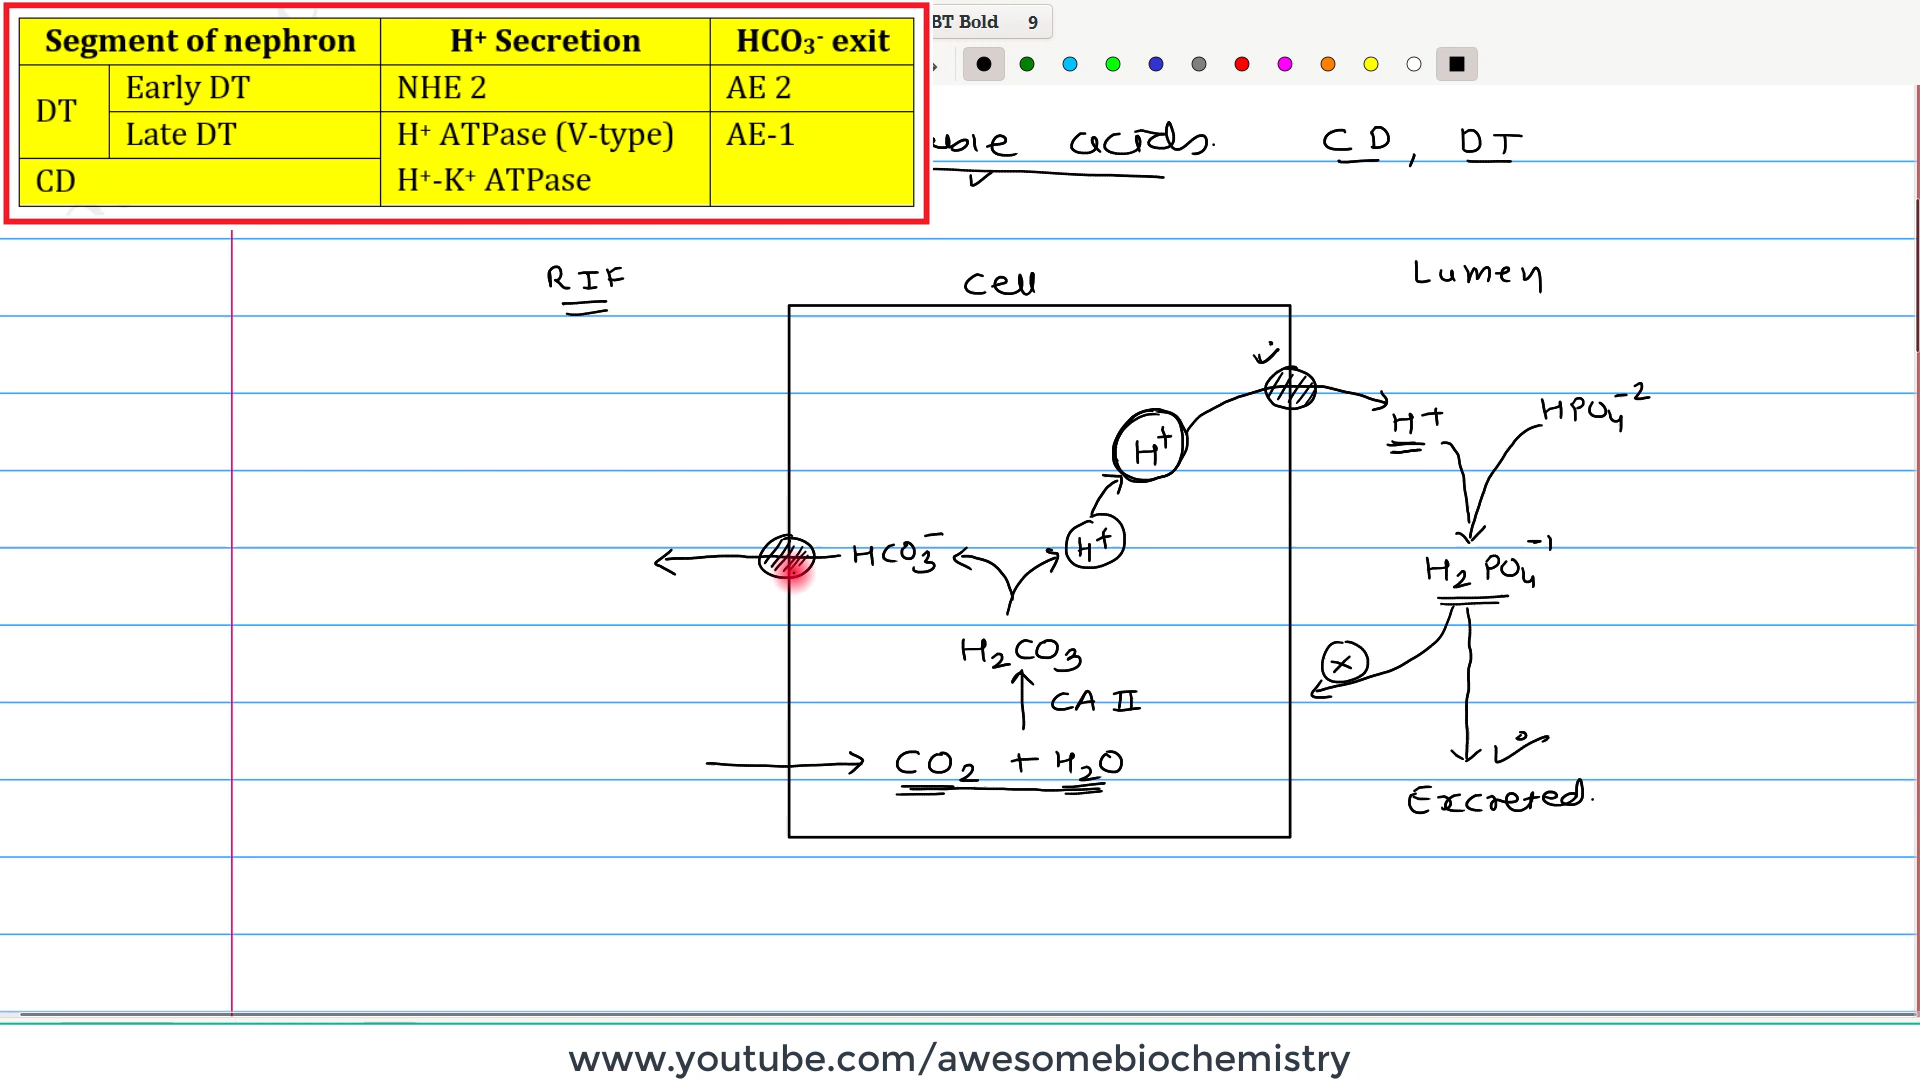 Segment of nephron H⁺ Secretion HCO₃⁻ exit
DT Early DT NHE 2 AE 2
Late DT H⁺ ATPase (V-type) AE-1
CD H⁺-K⁺ ATPase
BT Bold 9
acids. CD, DT
RIF Cell Lumen
H⁺ H⁺ HPO₄⁻²
HCO₃⁻ H⁺ H₂PO₄⁻¹
H₂CO₃ x
CA II
CO₂ + H₂O
Excreted.
www.youtube.com/awesomebiochemistry